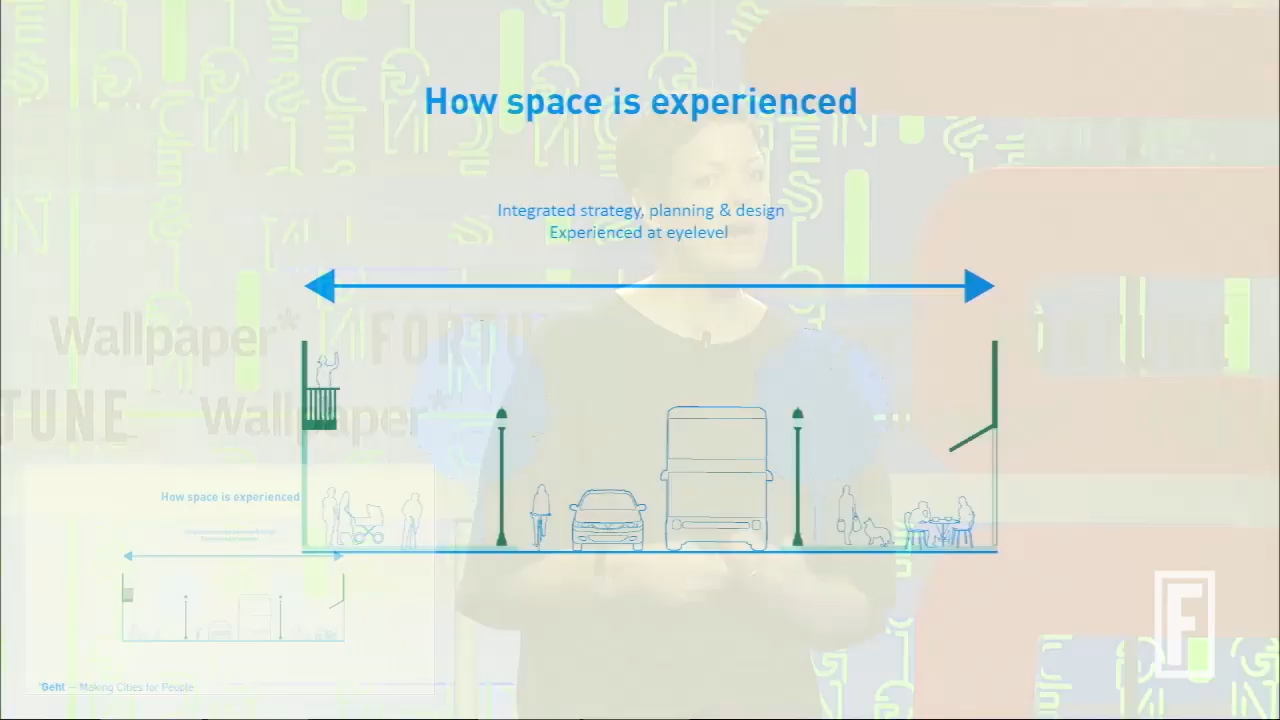 How space is experienced
Integrated strategy, planning & design
Experienced at eyelevel
Wallpaper* FORTU
TUNE Wallpaper*
How space is experienced
Gehl — Making Cities for People
F